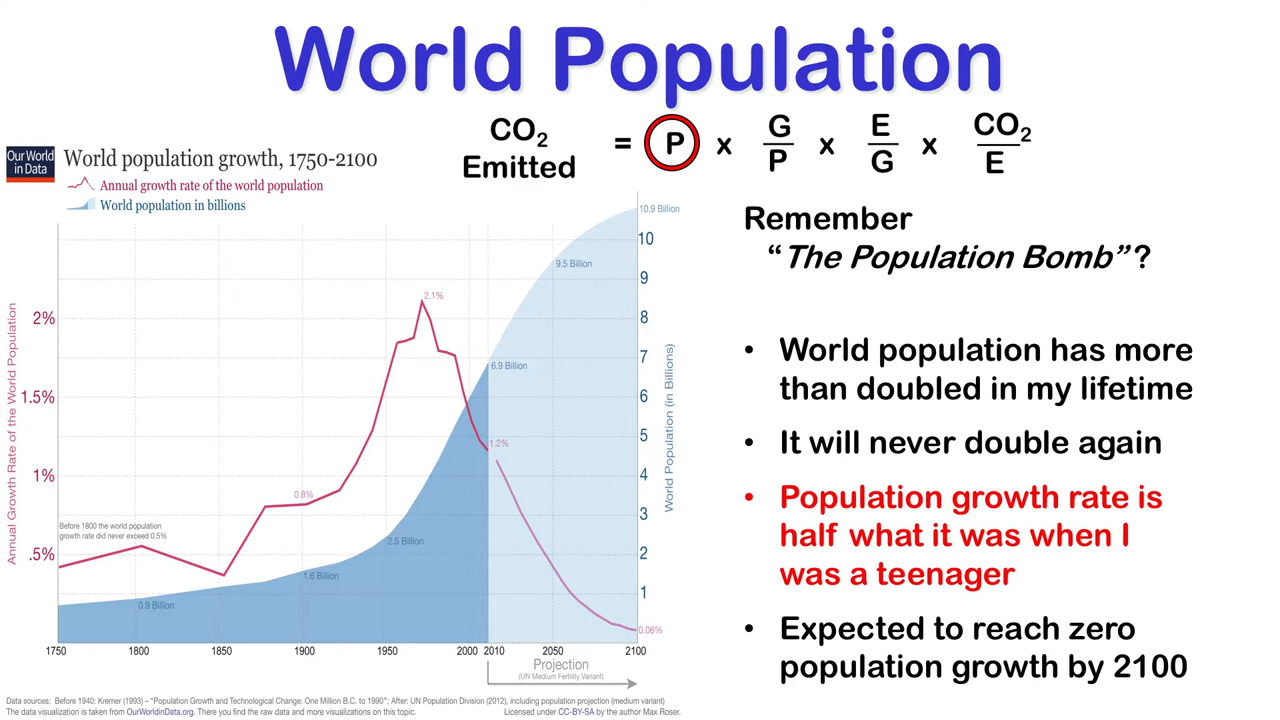 World Population
CO2
Emitted
= P x G/P x E/G x CO2/E
Our World
in Data
World population growth, 1750-2100
Annual growth rate of the world population
World population in billions
Annual Growth Rate of the World Population
2%
1.5%
1%
.5%
2.1%
1.2%
0.8%
0.06%
Before 1800 the world population
growth rate did never exceed 0.5%
0.9 Billion
1.6 Billion
2.5 Billion
6.9 Billion
9.5 Billion
10.9 Billion
10
9
8
7
6
5
4
3
2
1
World Population (in Billions)
1750
1800
1850
1900
1950
2000
2010
2050
2100
Projection
(UN Medium Fertility Variant)
Remember
“The Population Bomb”?
• World population has more
than doubled in my lifetime
• It will never double again
• Population growth rate is
half what it was when I
was a teenager
• Expected to reach zero
population growth by 2100
Data sources: Before 1940: Kremer (1993) – “Population Growth and Technological Change: One Million B.C. to 1990”; After: UN Population Division (2012), including population projection (medium variant)
The data visualization is taken from OurWorldinData.org. There you find the raw data and more visualizations on this topic.
Licensed under CC-BY-SA by the author Max Roser.